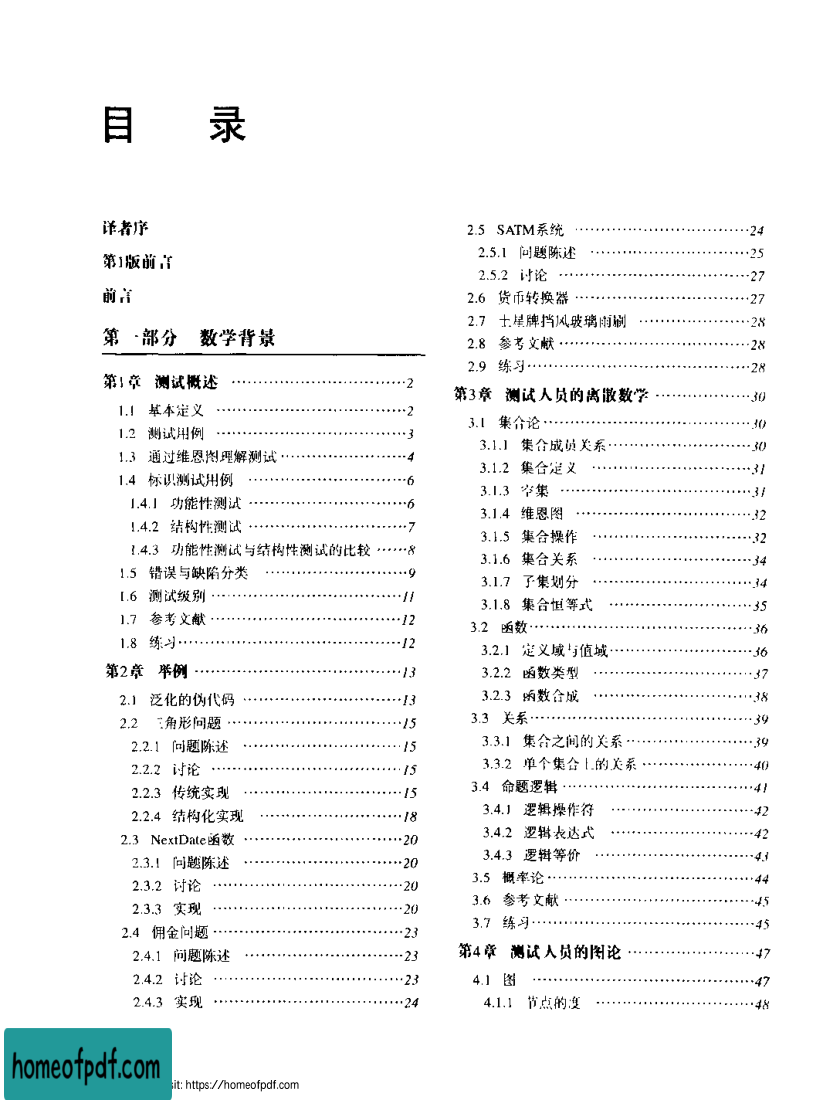 目 录
译者序
第1版前言
前言
第一部分 数学背景
第1章 测试概述 ································2
1.1 基本定义 ································2
1.2 测试用例 ································3
1.3 通过维恩图理解测试 ························4
1.4 标识测试用例 ····························6
1.4.1 功能性测试 ····························6
1.4.2 结构性测试 ····························7
1.4.3 功能性测试与结构性测试的比较 ······8
1.5 错误与缺陷分类 ························9
1.6 测试级别 ································11
1.7 参考文献 ································12
1.8 练习 ····································12
第2章 举例 ································13
2.1 泛化的伪代码 ························13
2.2 三角形问题 ····························15
2.2.1 问题陈述 ····························15
2.2.2 讨论 ································15
2.2.3 传统实现 ····························15
2.2.4 结构化实现 ························18
2.3 NextDate函数 ························20
2.3.1 问题陈述 ····························20
2.3.2 讨论 ································20
2.3.3 实现 ································20
2.4 佣金问题 ································23
2.4.1 问题陈述 ····························23
2.4.2 讨论 ································23
2.4.3 实现 ································24
2.5 SATM系统 ····························24
2.5.1 问题陈述 ····························25
2.5.2 讨论 ································27
2.6 货币转换器 ····························27
2.7 土星牌挡风玻璃雨刷 ················28
2.8 参考文献 ································28
2.9 练习 ····································28
第3章 测试人员的离散数学 ················30
3.1 集合论 ································30
3.1.1 集合成员关系 ························30
3.1.2 集合定义 ····························31
3.1.3 空集 ································31
3.1.4 维恩图 ································32
3.1.5 集合操作 ····························32
3.1.6 集合关系 ····························34
3.1.7 子集划分 ····························34
3.1.8 集合恒等式 ························35
3.2 函数 ····································36
3.2.1 定义域与值域 ························36
3.2.2 函数类型 ····························37
3.2.3 函数合成 ····························38
3.3 关系 ····································39
3.3.1 集合之间的关系 ····················39
3.3.2 单个集合上的关系 ················40
3.4 命题逻辑 ································41
3.4.1 逻辑操作符 ························42
3.4.2 逻辑表达式 ························42
3.4.3 逻辑等价 ····························43
3.5 概率论 ································44
3.6 参考文献 ································45
3.7 练习 ····································45
第4章 测试人员的图论 ····················47
4.1 图 ····································47
4.1.1 节点的度 ····························48
homeofpdf.com
sit: https://homeofpdf.com